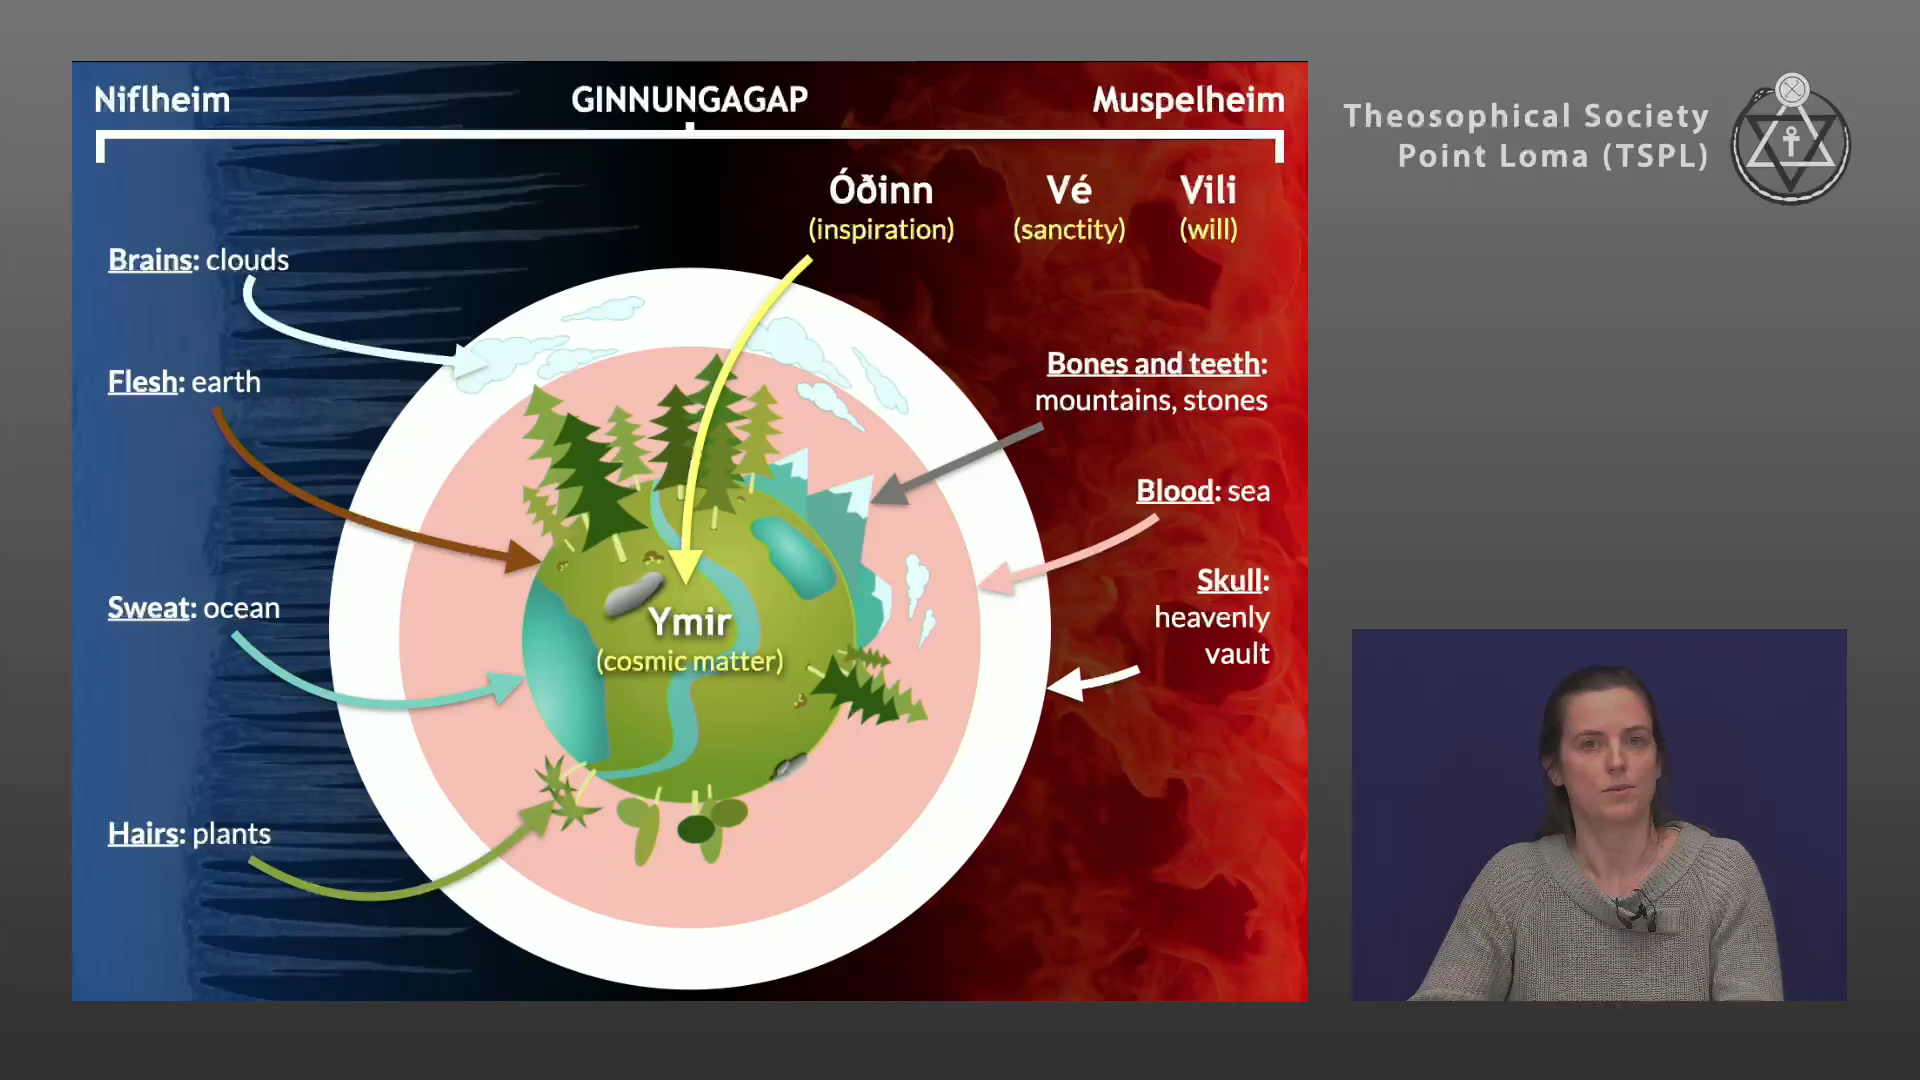 Niflheim
GINNUNGAGAP
Muspelheim
Theosophical Society
Point Loma (TSPL)
Óðinn
(inspiration)
Vé
(sanctity)
Vili
(will)
Brains: clouds
Flesh: earth
Bones and teeth:
mountains, stones
Blood: sea
Skull:
heavenly
vault
Sweat: ocean
Ymir
(cosmic matter)
Hairs: plants